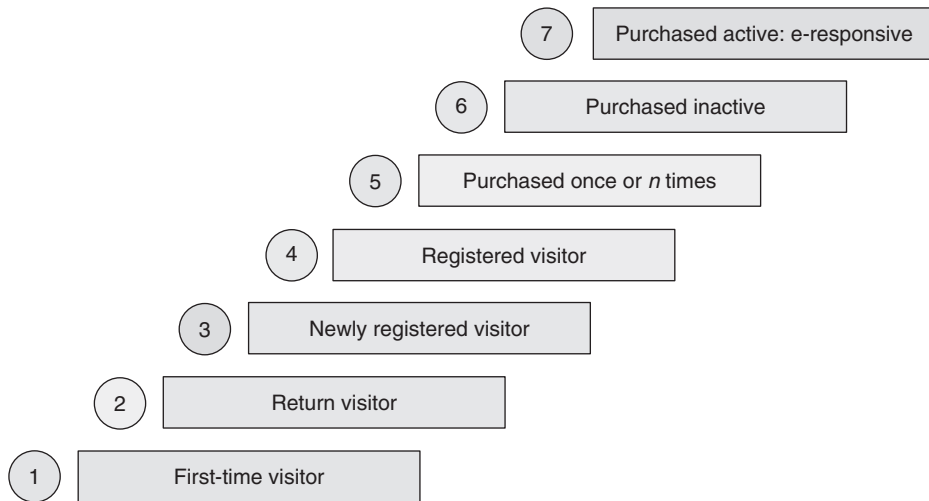 7 Purchased active: e-responsive
6 Purchased inactive
5 Purchased once or n times
4 Registered visitor
3 Newly registered visitor
2 Return visitor
1 First-time visitor